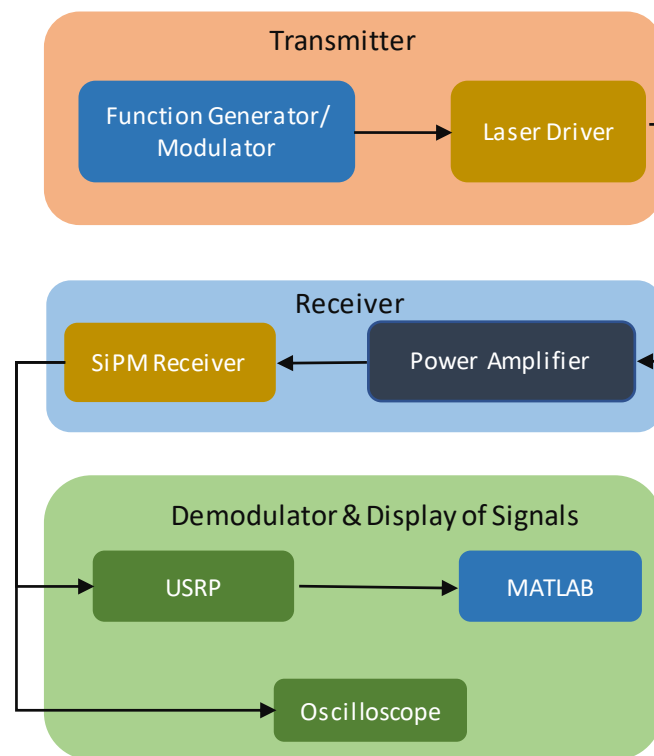 Transmitter
Function Generator/
Modulator
Laser Driver
Receiver
SiPM Receiver
Power Amplifier
Demodulator & Display of Signals
USRP
MATLAB
Oscilloscope